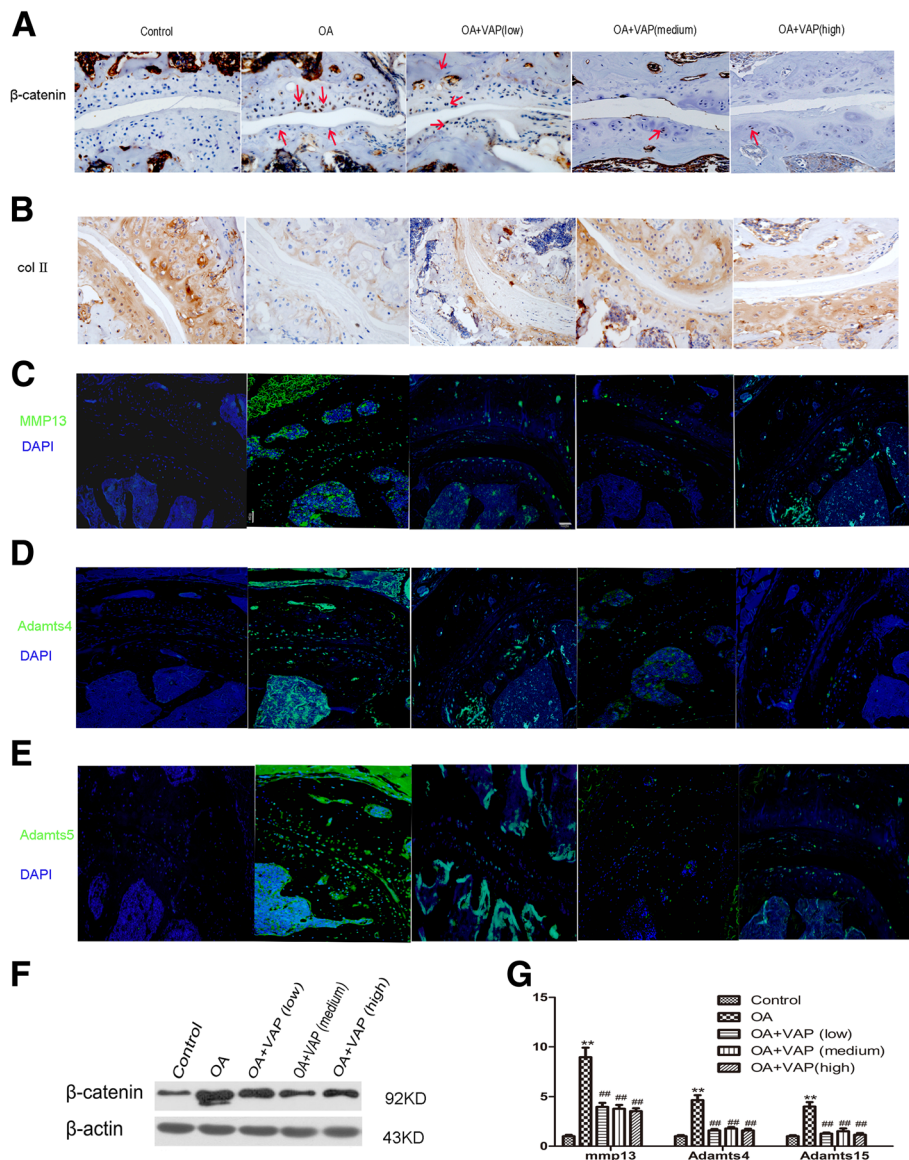 A
Control OA OA+VAP(low) OA+VAP(medium) OA+VAP(high)
β-catenin
B
col II
C
MMP13
DAPI
D
Adamts4
DAPI
E
Adamts5
DAPI
F
Control OA OA+VAP (low) OA+VAP (medium) OA+VAP (high)
β-catenin 92KD
β-actin 43KD
G
15
10
5
0
Control
OA
OA+VAP (low)
OA+VAP (medium)
OA+VAP(high)
** ## ## ##
** ## ## ##
** ## ## ##
mmp13 Adamts4 Adamts15